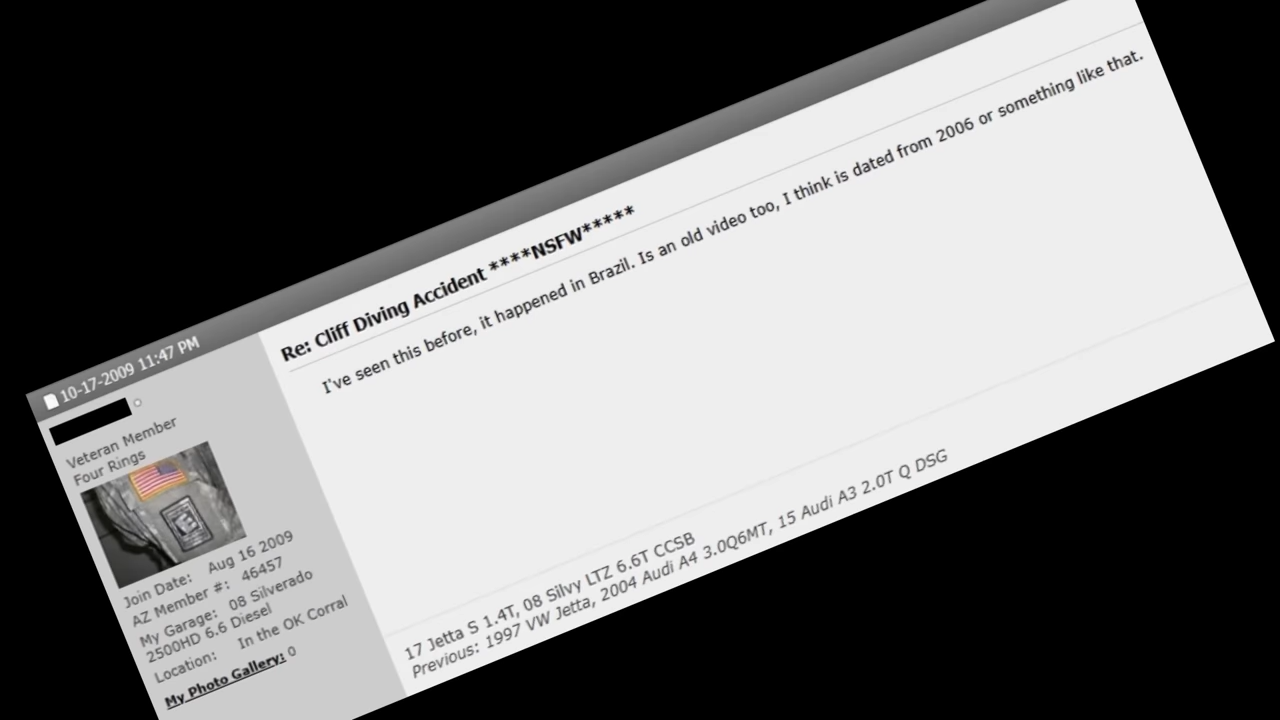 10-17-2009 11:47 PM
Veteran Member
Four Rings
Join Date: Aug 16 2009
AZ Member #: 46457
My Garage: 08 Silverado
2500HD 6.6 Diesel
Location: In the OK Corral
My Photo Gallery: 0
Re: Cliff Diving Accident ****NSFW*****
I've seen this before, it happened in Brazil. Is an old video too, I think is dated from 2006 or something like that.
17 Jetta S 1.4T, 08 Silvy LTZ 6.6T CCSB
Previous: 1997 VW Jetta, 2004 Audi A4 3.0Q6MT, 15 Audi A3 2.0T Q DSG